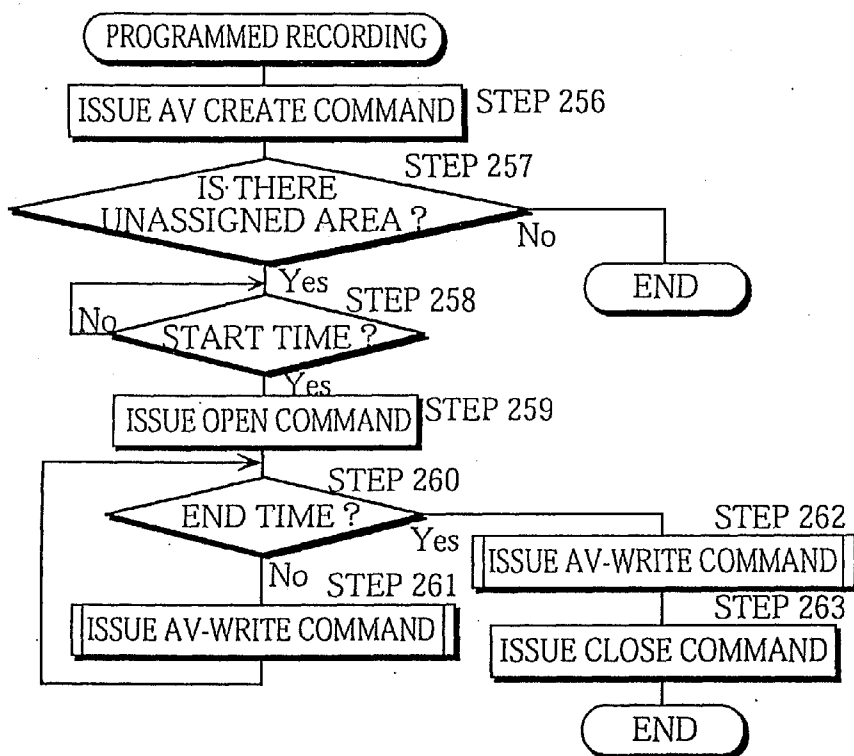 PROGRAMMED RECORDING
ISSUE AV CREATE COMMAND
STEP 256
STEP 257
IS THERE
UNASSIGNED AREA ?
No
Yes
END
STEP 258
No
START TIME ?
Yes
ISSUE OPEN COMMAND
STEP 259
STEP 260
END TIME ?
Yes
No
STEP 262
ISSUE AV-WRITE COMMAND
STEP 261
ISSUE AV-WRITE COMMAND
STEP 263
ISSUE CLOSE COMMAND
END